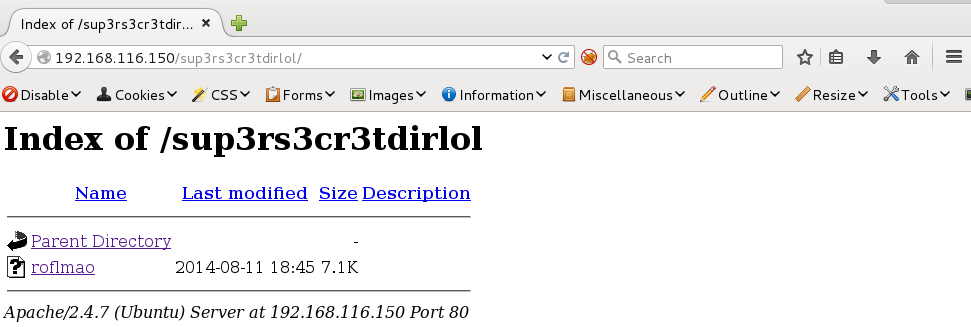 Index of /sup3rs3cr3tdir...
192.168.116.150/sup3rs3cr3tdirlol/ Search
Disable Cookies CSS Forms Images Information Miscellaneous Outline Resize Tools
Index of /sup3rs3cr3tdirlol
Name Last modified Size Description
Parent Directory -
roflmao 2014-08-11 18:45 7.1K
Apache/2.4.7 (Ubuntu) Server at 192.168.116.150 Port 80